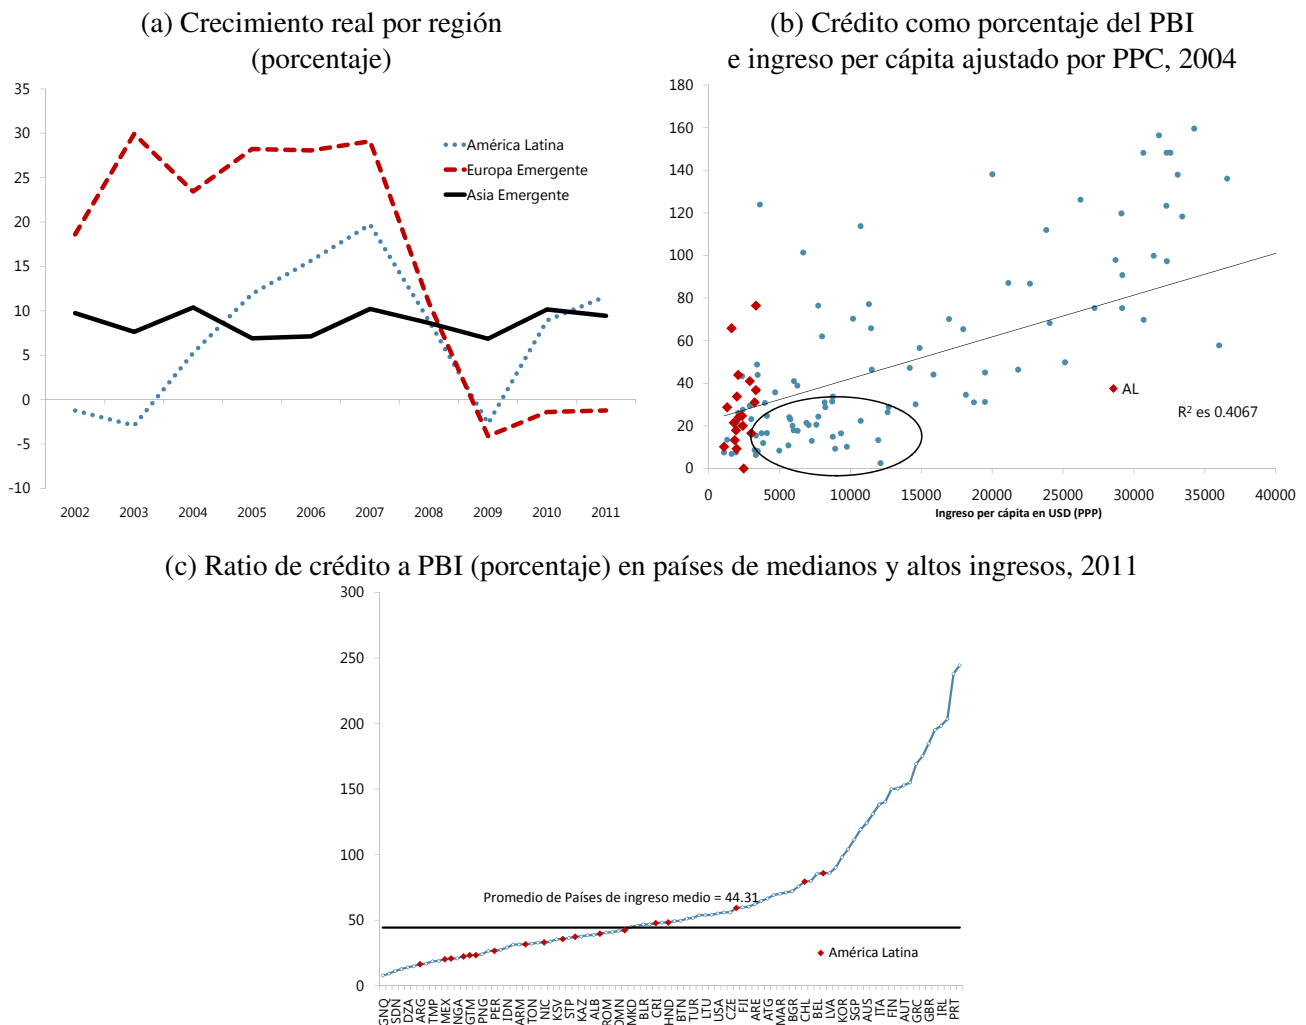 (a) Crecimiento real por región
(porcentaje)
35
30
25
20
15
10
5
0
-5
-10
2002 2003 2004 2005 2006 2007 2008 2009 2010 2011
América Latina
Europa Emergente
Asia Emergente
(b) Crédito como porcentaje del PBI
e ingreso per cápita ajustado por PPC, 2004
180
160
140
120
100
80
60
40
20
0
AL
R² es 0.4067
0 5000 10000 15000 20000 25000 30000 35000 40000
Ingreso per cápita en USD (PPP)
(c) Ratio de crédito a PBI (porcentaje) en países de medianos y altos ingresos, 2011
300
250
200
150
100
50
0
Promedio de Países de ingreso medio = 44.31
América Latina
GNQ SDN DZA ARG TMP MEX NGA GTM PNG PER IDN ARM TON NIC KSV STP KAZ ALB ROM OMN MKD BLR CRI HND BTN TUR LTU USA CZE FJI ARE ATG MAR BGR CHL BEL LVA KOR SGP AUS ITA FIN AUT GRC GBR IRL PRT